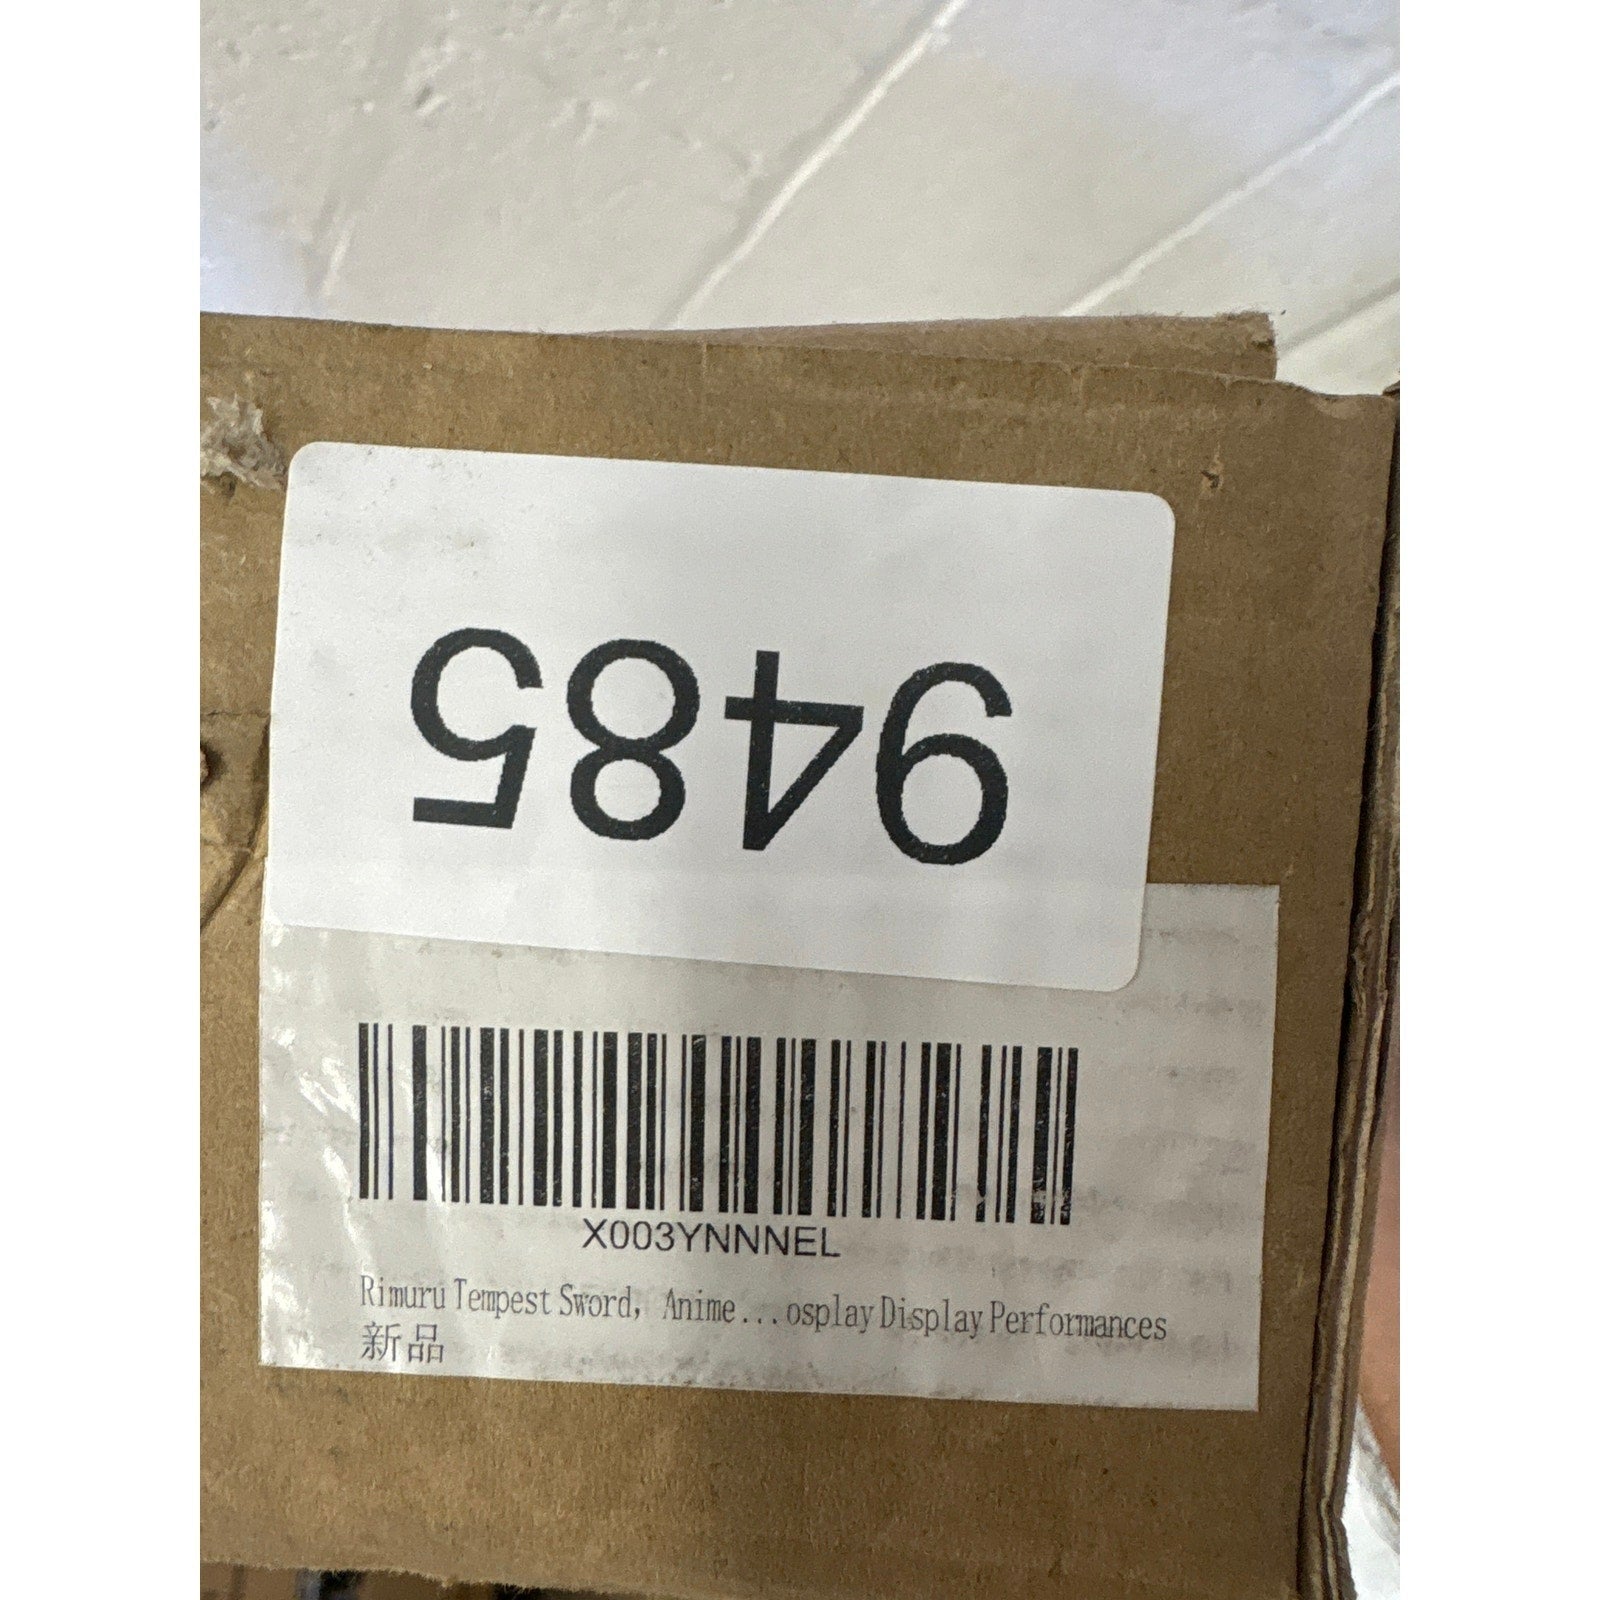 9485
X003YNNNEL
Rimuru Tempest Sword, Anime...osplay Display Performances
新品